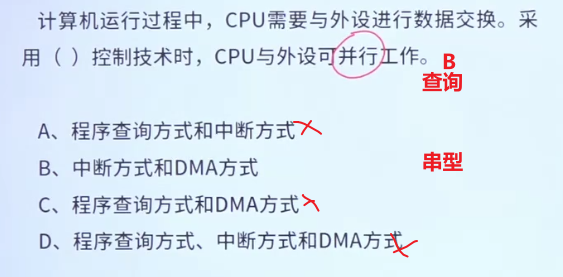 计算机运行过程中，CPU需要与外设进行数据交换。采
用（ ）控制技术时，CPU与外设可并行工作。
B
查询
A、程序查询方式和中断方式
B、中断方式和DMA方式
串型
C、程序查询方式和DMA方式
D、程序查询方式、中断方式和DMA方式